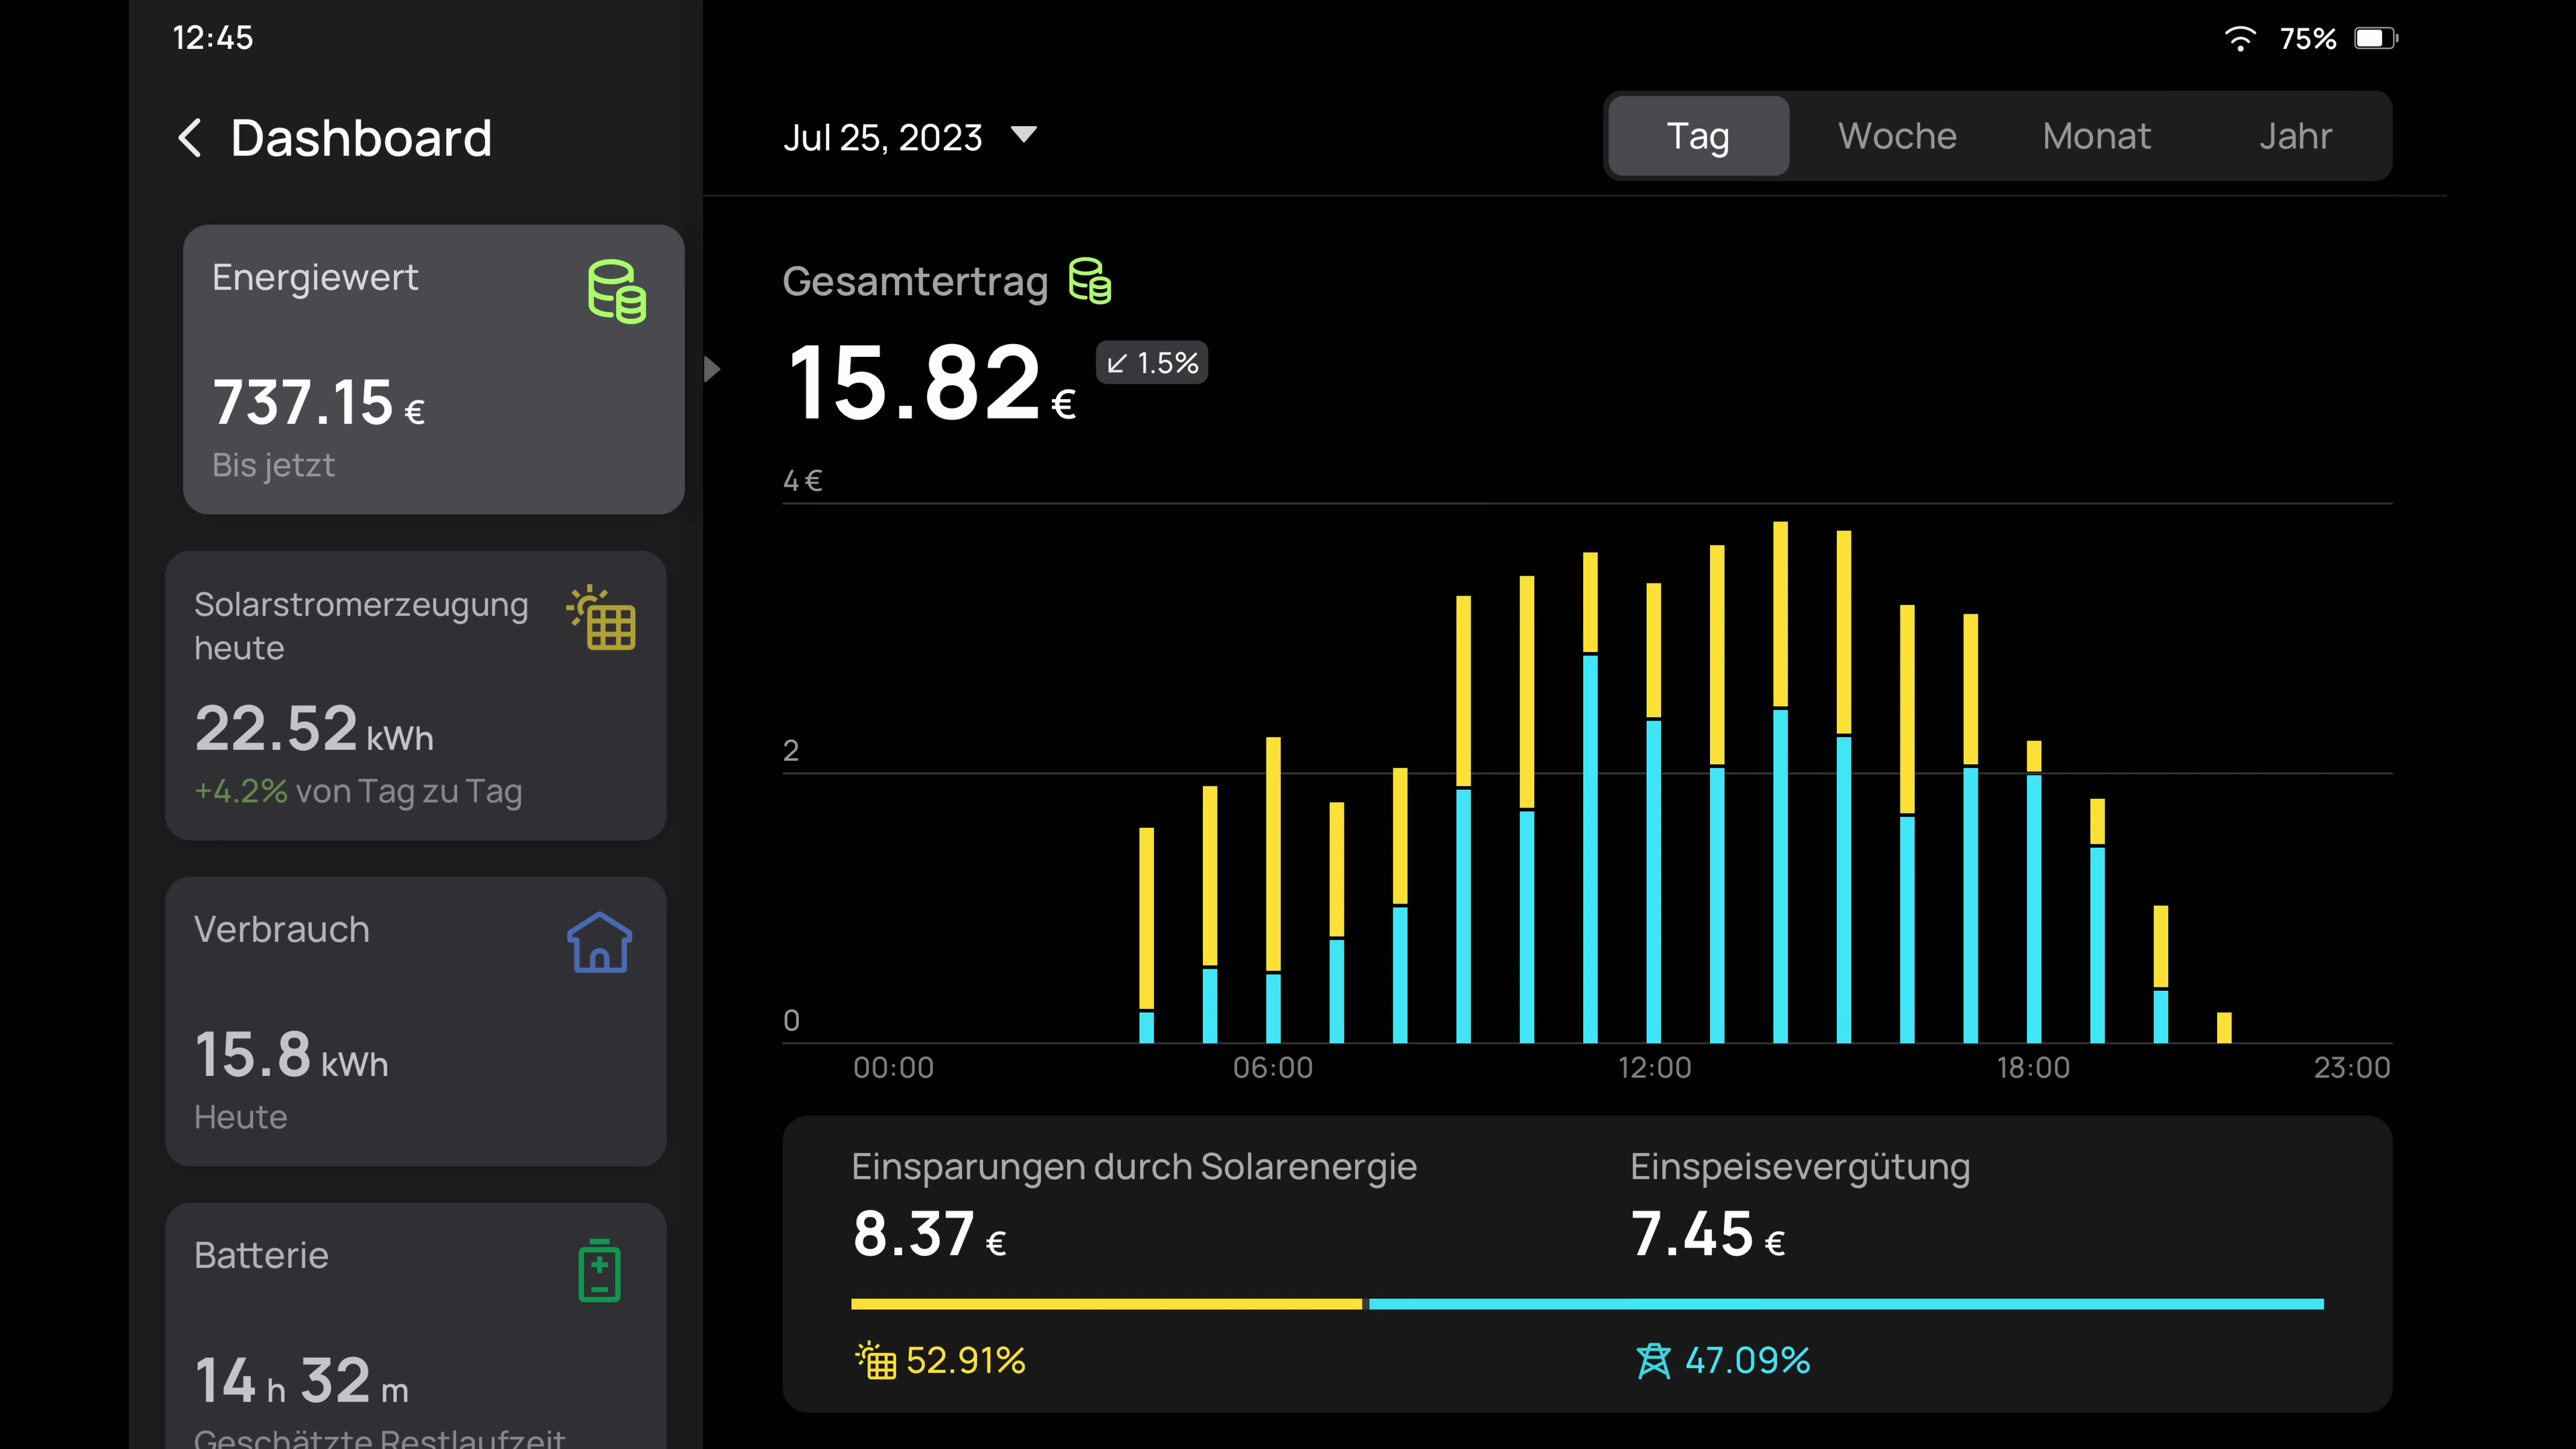 12:45
75%
Dashboard
Energiewert
737.15 €
Bis jetzt
Solarstromerzeugung
heute
22.52 kWh
+4.2% von Tag zu Tag
Verbrauch
15.8 kWh
Heute
Batterie
14 h 32 m
Geschätzte Restlaufzeit
Jul 25, 2023
Tag Woche Monat Jahr
Gesamtertrag
15.82 €
1.5%
4 €
2
0
00:00 06:00 12:00 18:00 23:00
Einsparungen durch Solarenergie
8.37 €
52.91%
Einspeisevergütung
7.45 €
47.09%